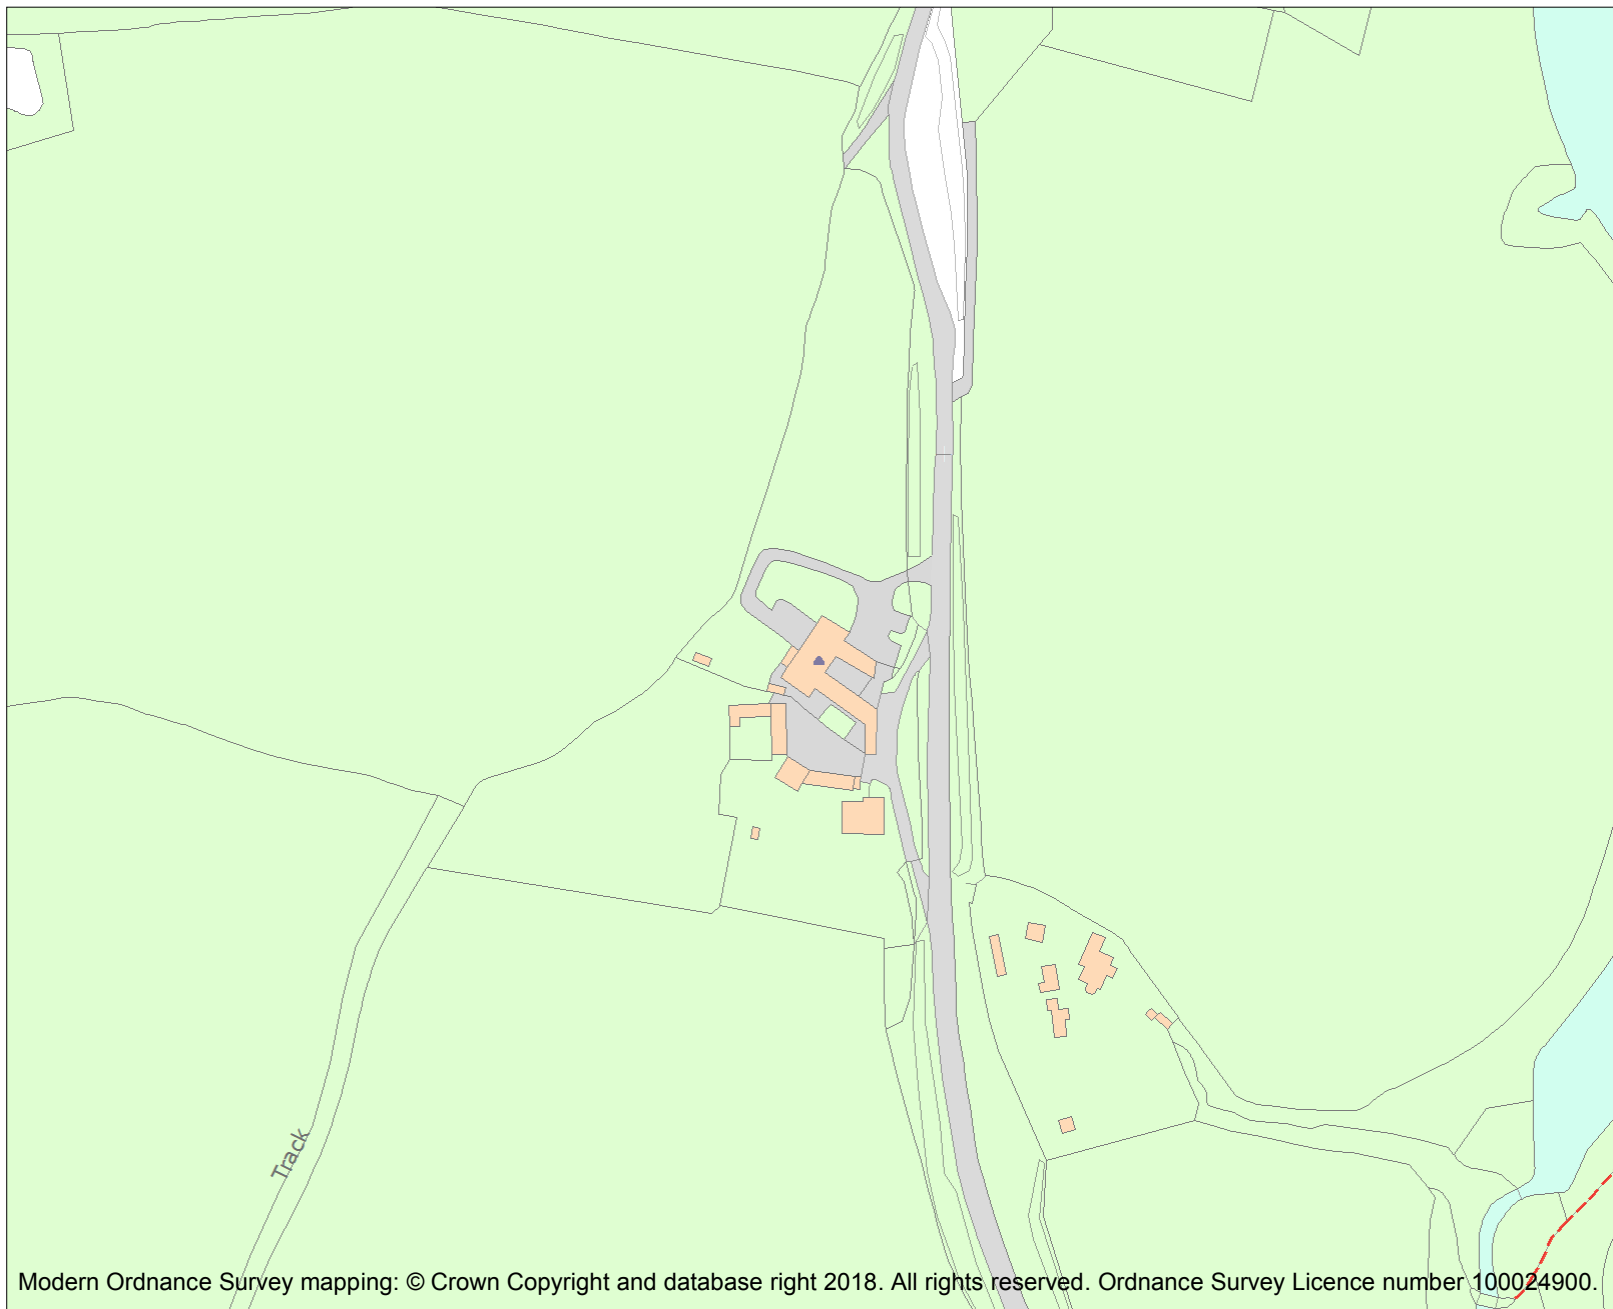 Track
Modern Ordnance Survey mapping: © Crown Copyright and database right 2018. All rights reserved. Ordnance Survey Licence number 100024900.